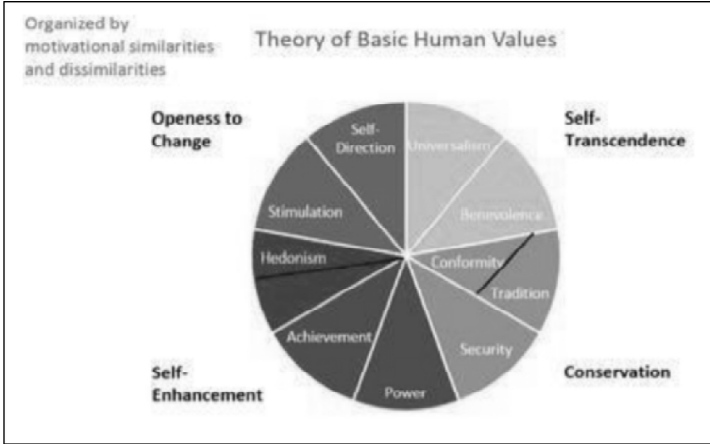 Organized by
motivational similarities
and dissimilarities
Theory of Basic Human Values
Openess to
Change
Self-
Transcendence
Self-
Direction
Universalism
Stimulation
Benevolence
Hedonism
Conformity
Tradition
Achievement
Security
Power
Self-
Enhancement
Conservation